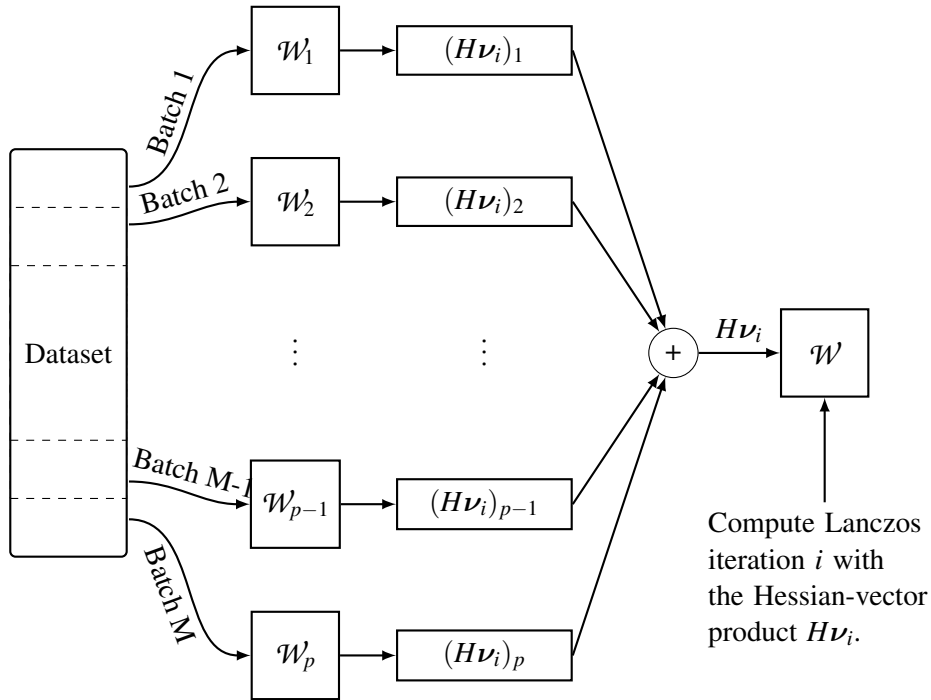 Batch 1
𝒲₁
(H𝝂ᵢ)₁
Batch 2
𝒲₂
(H𝝂ᵢ)₂
Dataset
⋮
⋮
+
H𝝂ᵢ
𝒲
Batch M-1
𝒲ₚ₋₁
(H𝝂ᵢ)ₚ₋₁
Batch M
𝒲ₚ
(H𝝂ᵢ)ₚ
Compute Lanczos
iteration i with
the Hessian-vector
product H𝝂ᵢ.